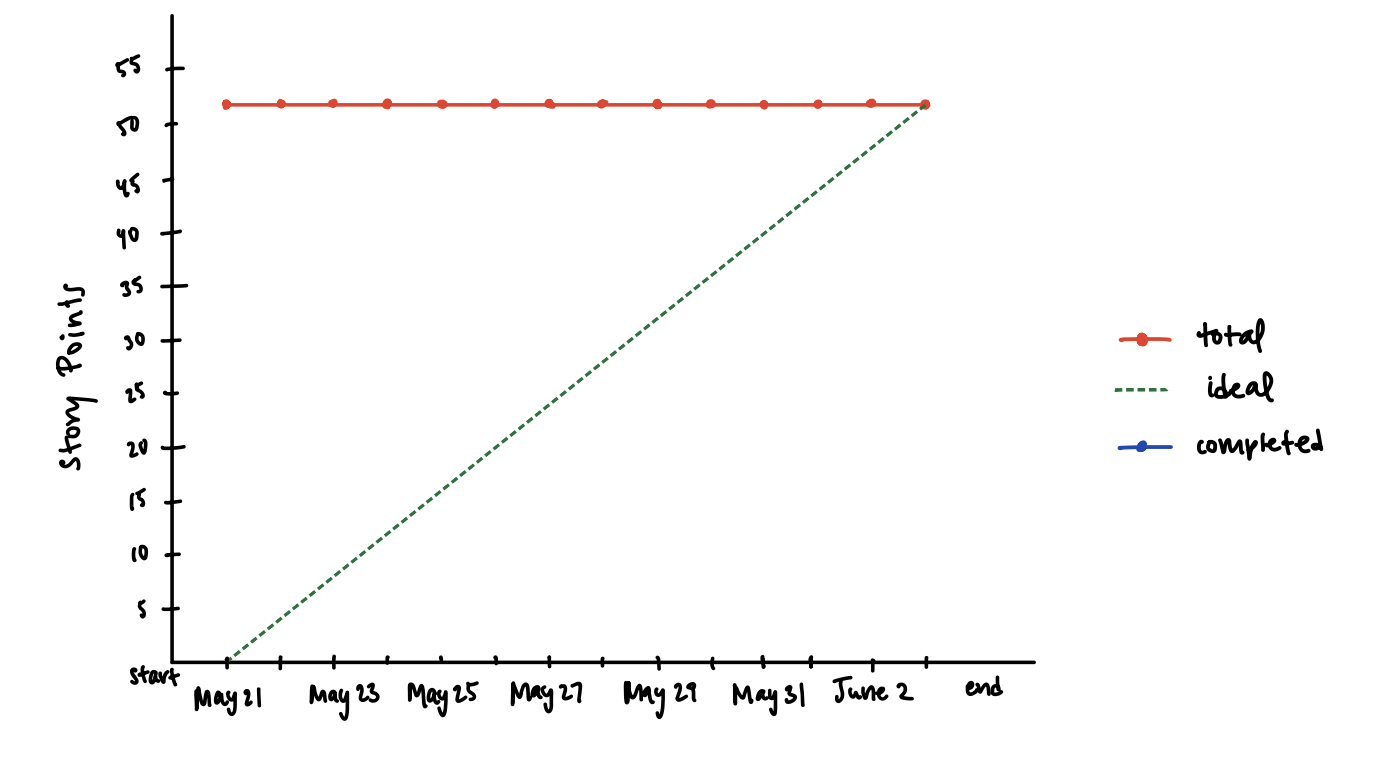 55
50
45
40
35
30
25
20
15
10
5
Story Points
start
May 21
May 23
May 25
May 27
May 29
May 31
June 2
end
total
ideal
completed